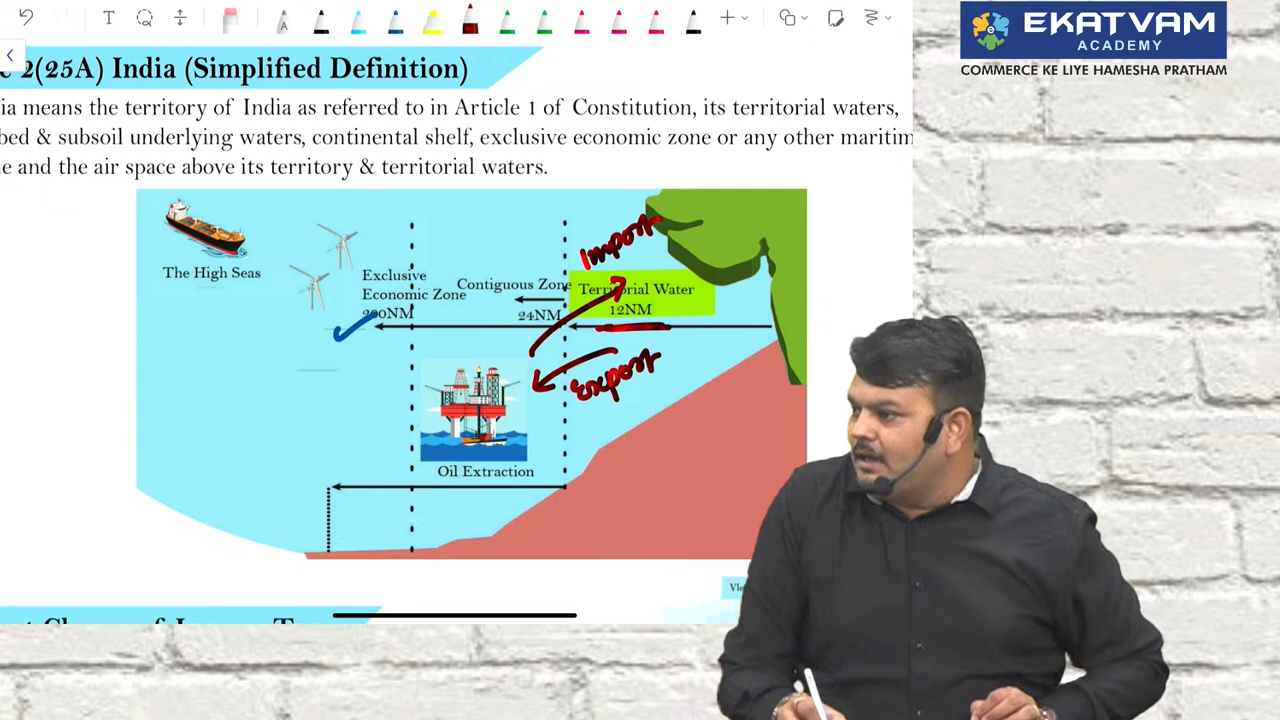 EKATVAM
ACADEMY
COMMERCE KE LIYE HAMESHA PRATHAM
2(25A) India (Simplified Definition)
ia means the territory of India as referred to in Article 1 of Constitution, its territorial waters,
bed & subsoil underlying waters, continental shelf, exclusive economic zone or any other maritim
e and the air space above its territory & territorial waters.
Import
The High Seas
Exclusive
Economic Zone
200NM
Contiguous Zone
24NM
Territorial Water
12NM
Export
Oil Extraction